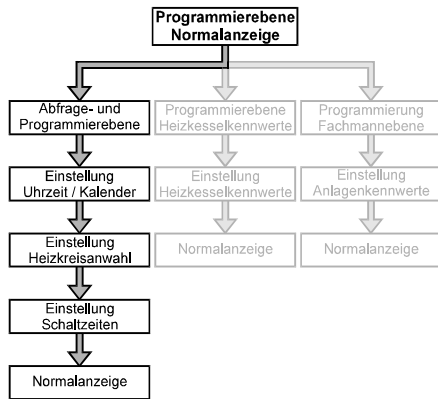 Programmierebene
Normalanzeige
Abfrage- und
Programmierebene
Programmierebene
Heizkesselkennwerte
Programmierung
Fachmannebene
Einstellung
Uhrzeit / Kalender
Einstellung
Heizkesselkennwerte
Einstellung
Anlagenkennwerte
Einstellung
Heizkreisanwahl
Normalanzeige
Normalanzeige
Einstellung
Schaltzeiten
Normalanzeige